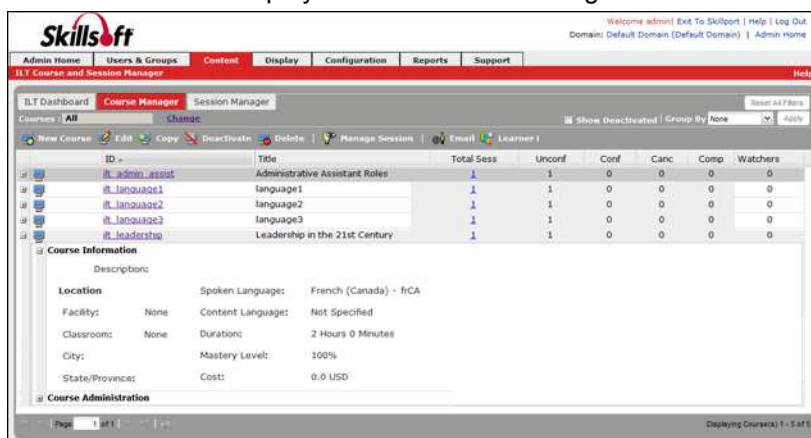 Skillsoft
Welcome admin! | Exit To Skillport | Help | Log Out
Domain: Default Domain (Default Domain) | Admin Home
Admin Home Users & Groups Content Display Configuration Reports Support
ILT Course and Session Manager Help
ILT Dashboard Course Manager Session Manager Reset All Filters
Courses : All Change Show Deactivated | Group By None Apply
New Course Edit Copy Deactivate Delete | Manage Session | Email Learner I
ID Title Total Sess Unconf Conf Canc Comp Watchers
ilt_admin_assist Administrative Assistant Roles 1 1 0 0 0 0
ilt_language1 language1 1 1 0 0 0 0
ilt_language2 language2 1 1 0 0 0 0
ilt_language3 language3 1 1 0 0 0 0
ilt_leadership Leadership in the 21st Century 1 1 0 0 0 0
Course Information
Description:
Location Spoken Language: French (Canada) - frCA
Facility: None Content Language: Not Specified
Classroom: None Duration: 2 Hours 0 Minutes
City: Mastery Level: 100%
State/Province: Cost: 0.0 USD
Course Administration
Page 1 of 1 Displaying Course(s) 1 - 5 of